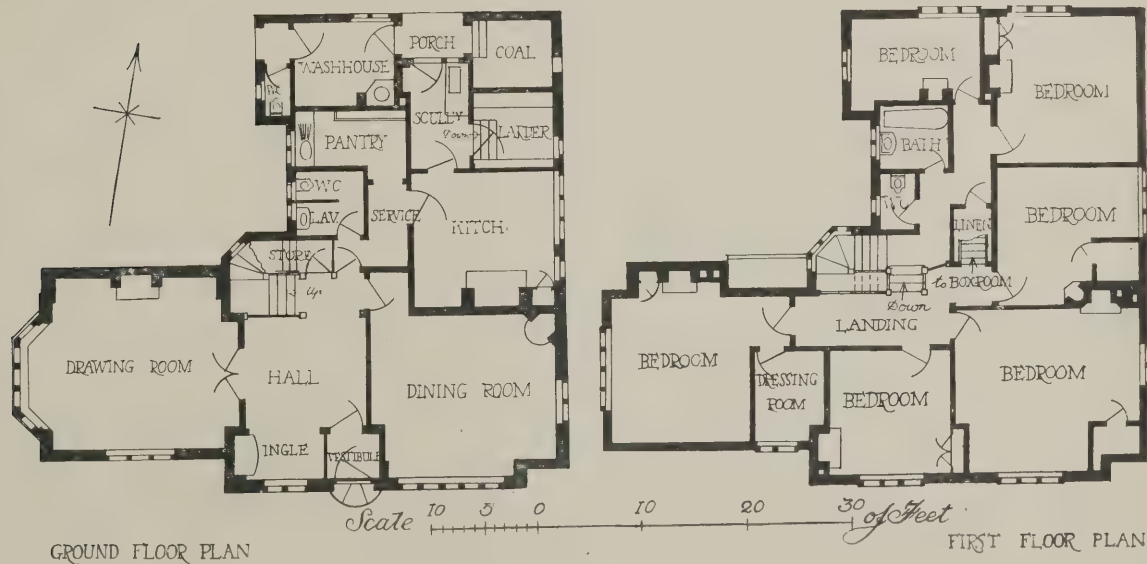 PORCH
COAL
WASHHOUSE
SCULLY
Down
LARDER
PANTRY
WC
LAV.
SERVICE
KITCH.
STORE
Up
DRAWING ROOM
HALL
DINING ROOM
INGLE
VESTIBULE
GROUND FLOOR PLAN
BEDROOM
BEDROOM
BATH
WC
LINEN
BEDROOM
to BOXROOM
Down
LANDING
BEDROOM
DRESSING
ROOM
BEDROOM
BEDROOM
FIRST FLOOR PLAN
Scale 10 5 0 10 20 30 of Feet